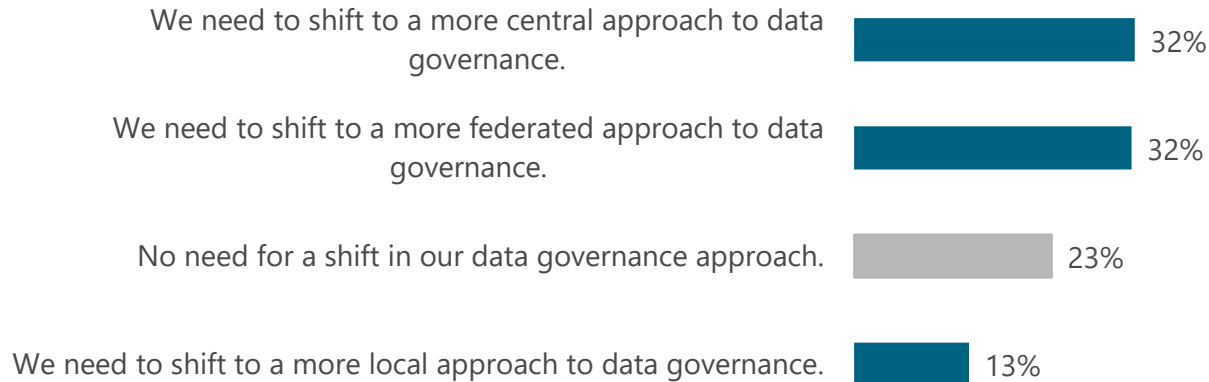 We need to shift to a more central approach to data
governance.
32%
We need to shift to a more federated approach to data
governance.
32%
No need for a shift in our data governance approach.
23%
We need to shift to a more local approach to data governance.
13%